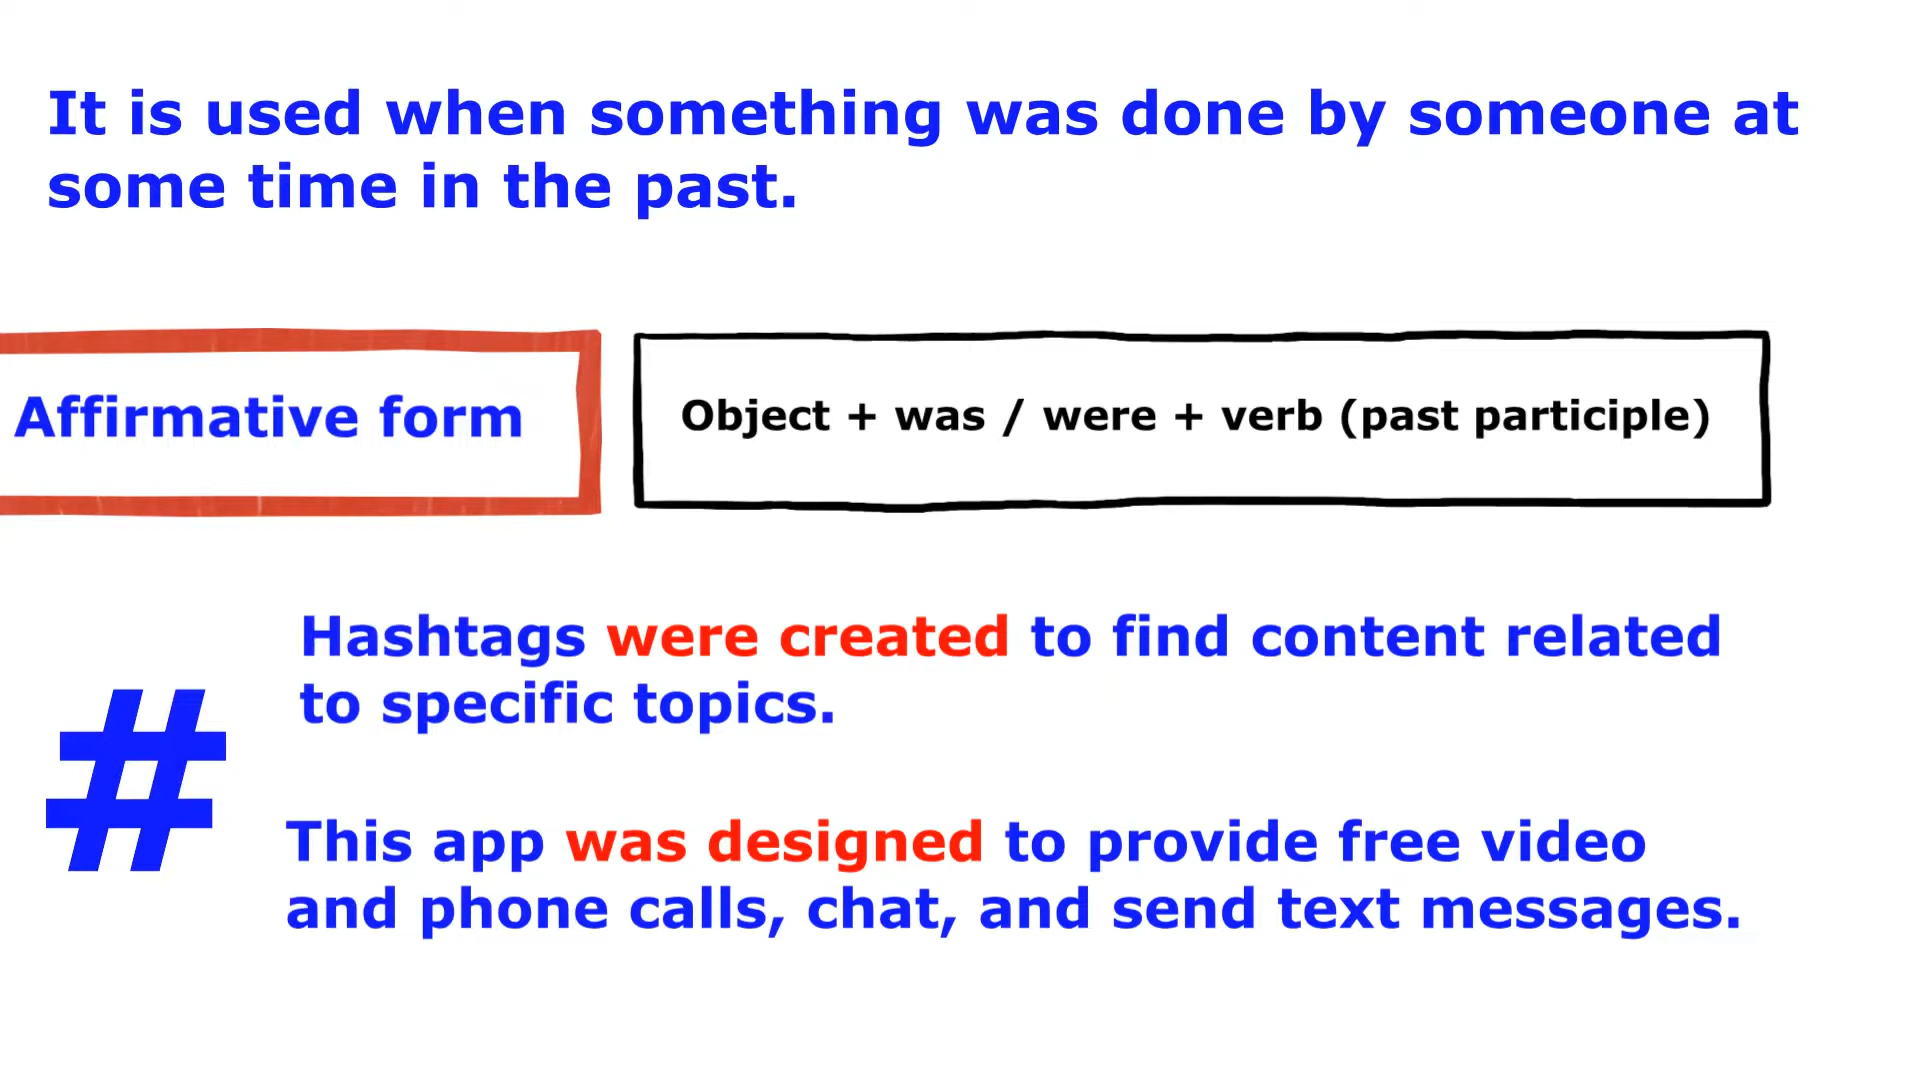 It is used when something was done by someone at
some time in the past.
Affirmative form
Object + was / were + verb (past participle)
Hashtags were created to find content related
to specific topics.
#
This app was designed to provide free video
and phone calls, chat, and send text messages.